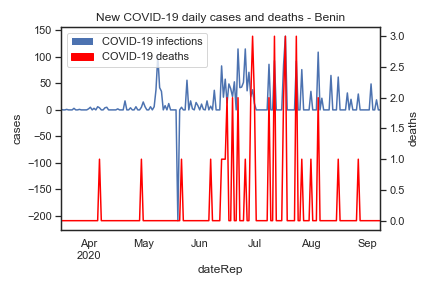 New COVID-19 daily cases and deaths - Benin
COVID-19 infections
COVID-19 deaths
150
100
50
0
−50
−100
−150
−200
cases
3.0
2.5
2.0
1.5
1.0
0.5
0.0
deaths
Apr
2020
May
Jun
Jul
Aug
Sep
dateRep